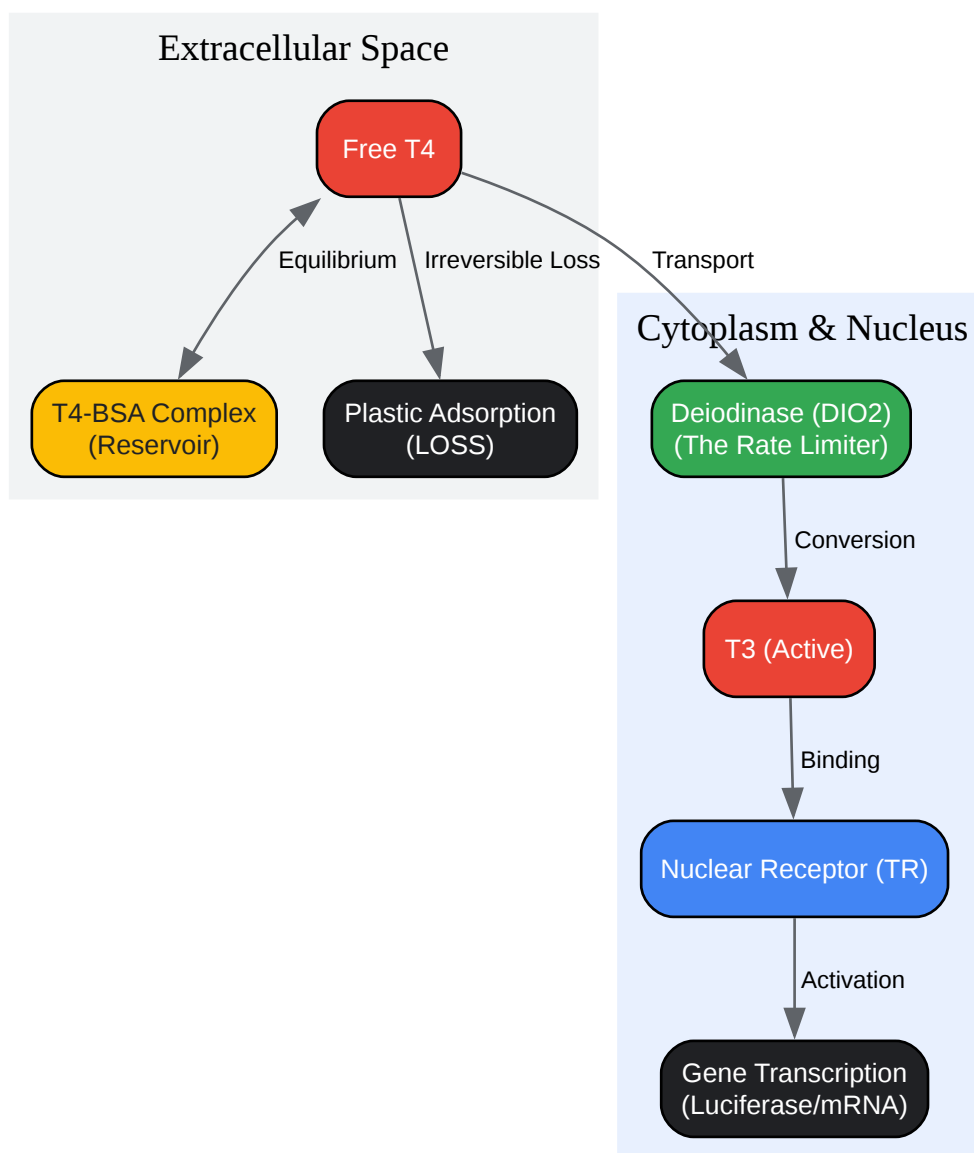 Extracellular Space
Free T4
Equilibrium
Irreversible Loss
Transport
T4-BSA Complex
(Reservoir)
Plastic Adsorption
(LOSS)
Cytoplasm & Nucleus
Deiodinase (DIO2)
(The Rate Limiter)
Conversion
T3 (Active)
Binding
Nuclear Receptor (TR)
Activation
Gene Transcription
(Luciferase/mRNA)